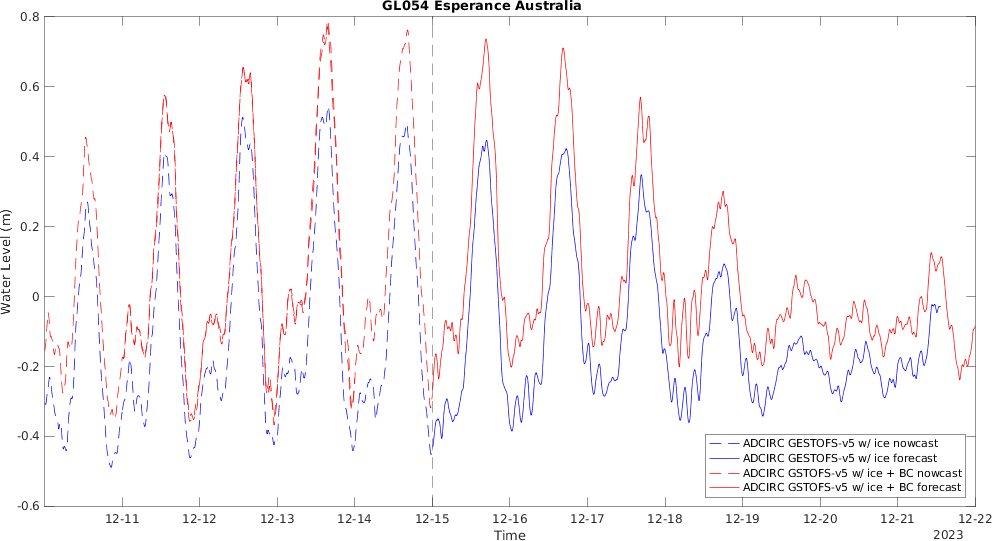 GL054 Esperance Australia
0.8
0.6
0.4
0.2
0
-0.2
-0.4
-0.6
Water Level (m)
12-11 12-12 12-13 12-14 12-15 12-16 12-17 12-18 12-19 12-20 12-21 12-22
Time
2023
ADCIRC GESTOFS-v5 w/ ice nowcast
ADCIRC GESTOFS-v5 w/ ice forecast
ADCIRC GSTOFS-v5 w/ ice + BC nowcast
ADCIRC GSTOFS-v5 w/ ice + BC forecast